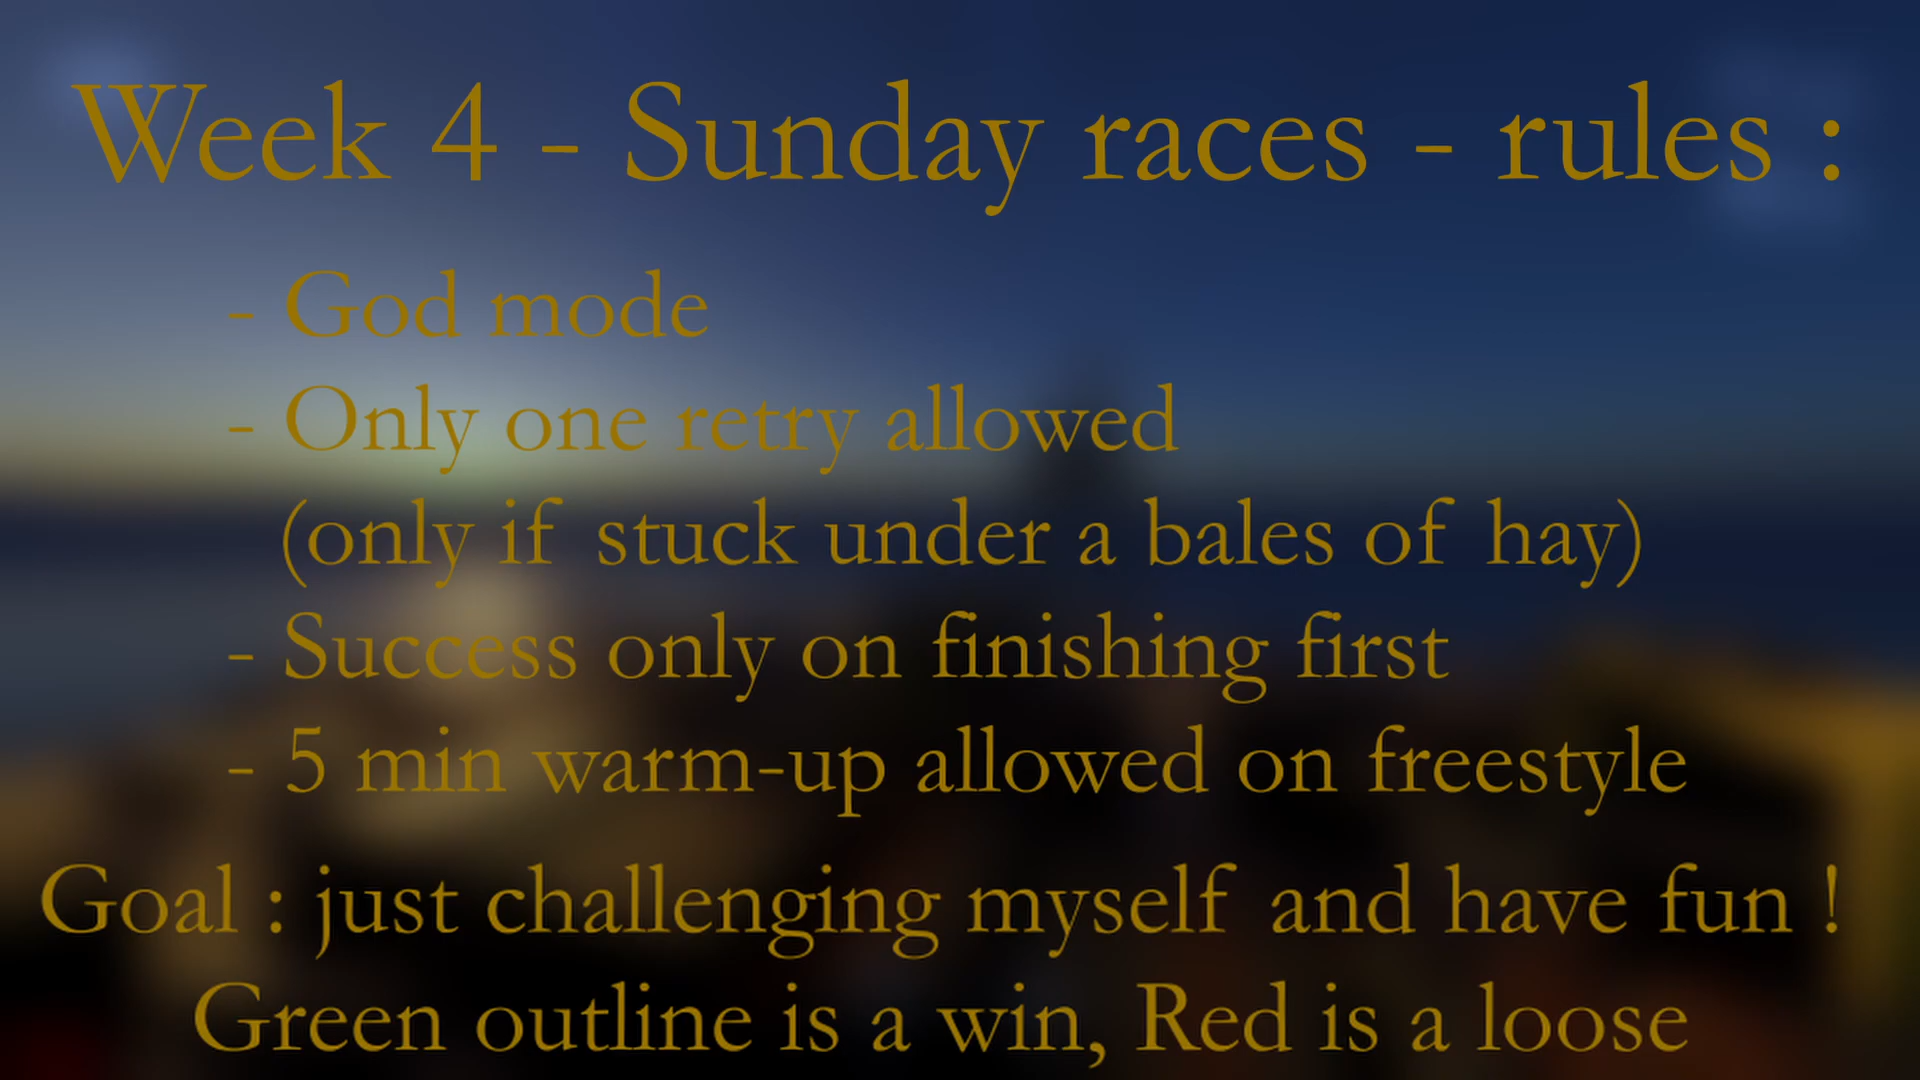 Week 4 - Sunday races - rules :
- God mode
- Only one retry allowed
(only if stuck under a bales of hay)
- Success only on finishing first
- 5 min warm-up allowed on freestyle
Goal : just challenging myself and have fun !
Green outline is a win, Red is a loose